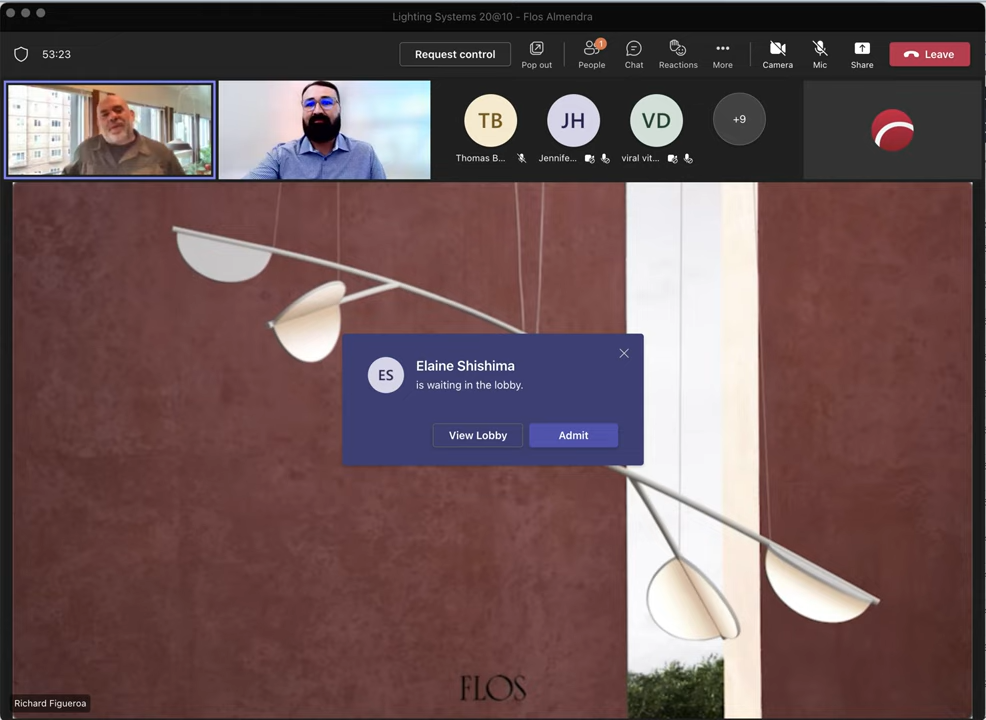 Lighting Systems 20@10 - Flos Almendra
53:23
Request control
Pop out
1
People
Chat
Reactions
More
Camera
Mic
Share
Leave
TB
JH
VD
+9
Thomas B...
Jennife...
viral vit...
ES
Elaine Shishima
is waiting in the lobby.
View Lobby
Admit
FLOS
Richard Figueroa